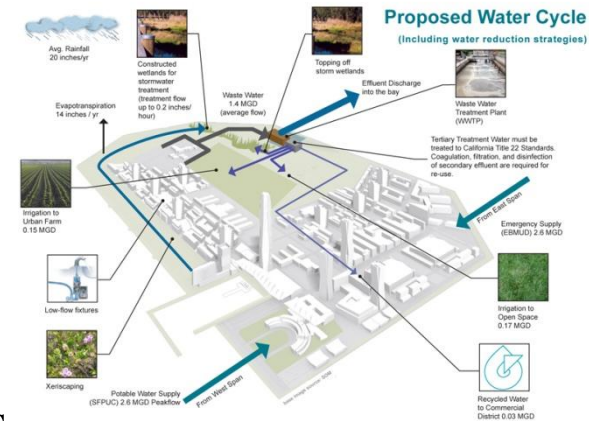 Proposed Water Cycle
(Including water reduction strategies)
Avg. Rainfall
20 inches/yr
Constructed
wetlands for
stormwater
treatment
(treatment flow
up to 0.2 inches/
hour)
Topping off
storm wetlands
Waste Water
1.4 MGD
(average flow)
Effluent Discharge
into the bay
Waste Water
Treatment Plant
(WWTP)
Evapotranspiration
14 inches / yr
Tertiary Treatment Water must be
treated to California Title 22 Standards.
Coagulation, filtration, and disinfection
of secondary effluent are required for
re-use.
Irrigation to
Urban Farm
0.15 MGD
From East Span
Emergency Supply
(EBMUD) 2.6 MGD
Low-flow fixtures
Irrigation to
Open Space
0.17 MGD
Xeriscaping
Potable Water Supply
(SFPUC) 2.6 MGD Peakflow
From West Span
base image source: SOM
Recycled Water
to Commercial
District 0.03 MGD